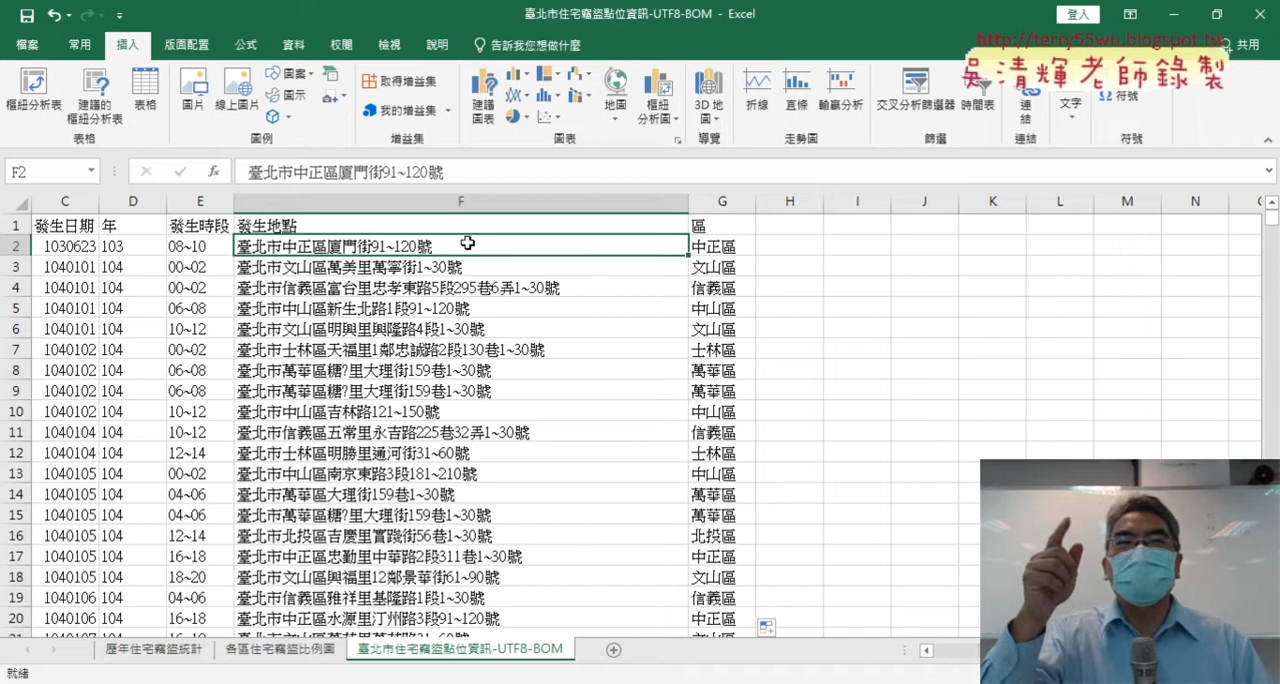 臺北市住宅竊盜點位資訊-UTF8-BOM - Excel
登入
http://terry55wu.blogspot.tw
吳清輝老師錄製
檔案 常用 插入 版面配置 公式 資料 校閱 檢視 說明 告訴我您想做什麼 共用
樞紐分析表 建議的樞紐分析表 表格 圖片 線上圖片 圖案 圖示 取得增益集 我的增益集 建議圖表 地圖 樞紐分析圖 3D 地圖 折線 直條 輸贏分析 交叉分析篩選器 時間表 連結 文字 符號
表格 圖例 增益集 圖表 導覽 走勢圖 篩選 連結 符號
F2 fx 臺北市中正區廈門街91~120號
C D E F G H I J K L M N
1 發生日期 年 發生時段 發生地點 區
2 1030623 103 08~10 臺北市中正區廈門街91~120號 中正區
3 1040101 104 00~02 臺北市文山區萬美里萬寧街1~30號 文山區
4 1040101 104 00~02 臺北市信義區富台里忠孝東路5段295巷6弄1~30號 信義區
5 1040101 104 06~08 臺北市中山區新生北路1段91~120號 中山區
6 1040101 104 10~12 臺北市文山區明興里興隆路4段1~30號 文山區
7 1040102 104 00~02 臺北市士林區天福里1鄰忠誠路2段130巷1~30號 士林區
8 1040102 104 06~08 臺北市萬華區糖?里大理街159巷1~30號 萬華區
9 1040102 104 06~08 臺北市萬華區糖?里大理街159巷1~30號 萬華區
10 1040102 104 10~12 臺北市中山區吉林路121~150號 中山區
11 1040104 104 10~12 臺北市信義區五常里永吉路225巷32弄1~30號 信義區
12 1040104 104 12~14 臺北市士林區明勝里通河街31~60號 士林區
13 1040105 104 00~02 臺北市中山區南京東路3段181~210號 中山區
14 1040105 104 04~06 臺北市萬華區大理街159巷1~30號 萬華區
15 1040105 104 04~06 臺北市萬華區糖?里大理街159巷1~30號 萬華區
16 1040105 104 12~14 臺北市北投區吉慶里實踐街56巷1~30號 北投區
17 1040105 104 16~18 臺北市中正區忠勤里中華路2段311巷1~30號 中正區
18 1040105 104 18~20 臺北市文山區興福里12鄰景華街61~90號 文山區
19 1040106 104 04~06 臺北市信義區雅祥里基隆路1段1~30號 信義區
20 1040106 104 16~18 臺北市中正區水源里汀州路3段91~120號 中正區
歷年住宅竊盜統計 各區住宅竊盜比例圖 臺北市住宅竊盜點位資訊-UTF8-BOM
就緒